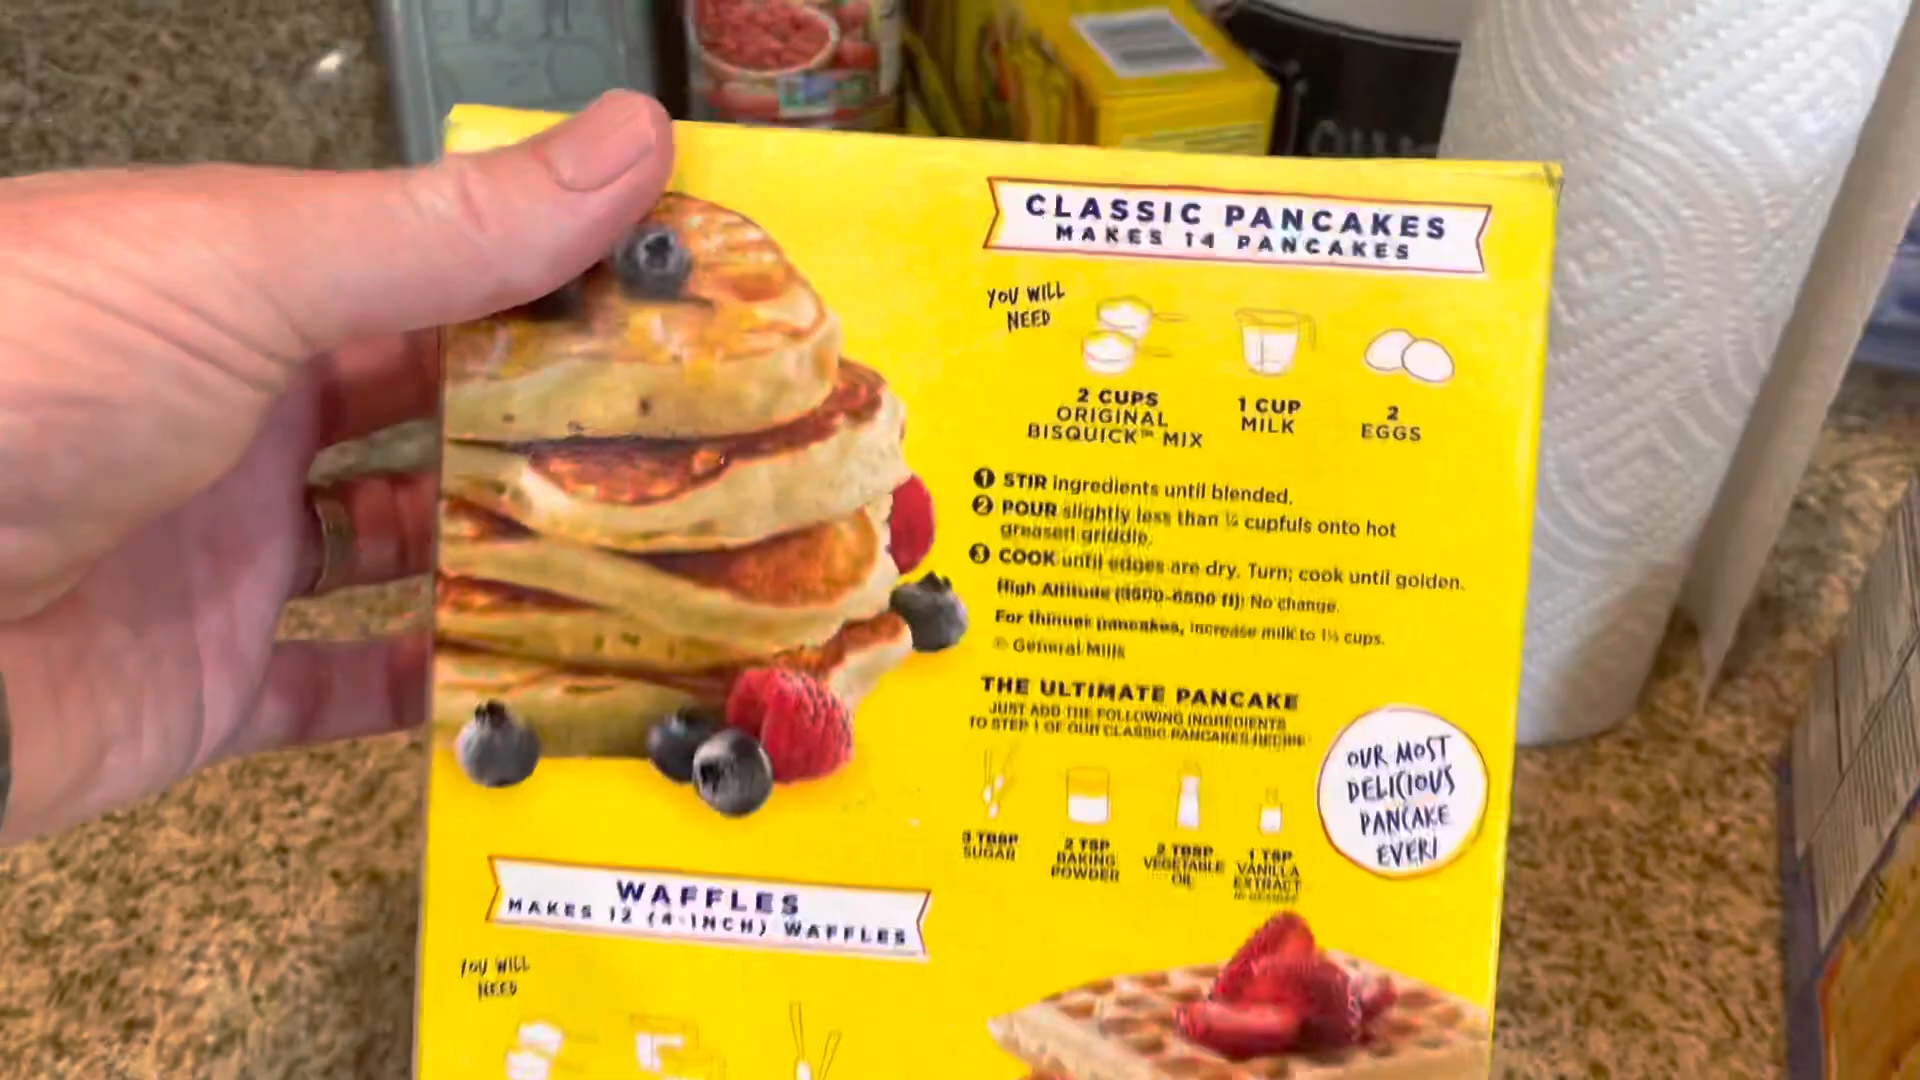 CLASSIC PANCAKES
MAKES 14 PANCAKES
YOU WILL
NEED
2 CUPS
ORIGINAL
BISQUICK™ MIX
1 CUP
MILK
2
EGGS
1 STIR ingredients until blended.
2 POUR slightly less than ¼ cupfuls onto hot
greased griddle.
3 COOK until edges are dry. Turn; cook until golden.
High Altitude (3500-6500 ft): No change.
For thinner pancakes, increase milk to 1½ cups.
© General Mills
THE ULTIMATE PANCAKE
JUST ADD THE FOLLOWING INGREDIENTS
TO STEP 1 OF OUR CLASSIC PANCAKES RECIPE
3 TBSP
SUGAR
2 TSP
BAKING
POWDER
2 TBSP
VEGETABLE
OIL
1 TSP
VANILLA
EXTRACT
OUR MOST
DELICIOUS
PANCAKE
EVER!
WAFFLES
MAKES 12 (4-INCH) WAFFLES
YOU WILL
NEED